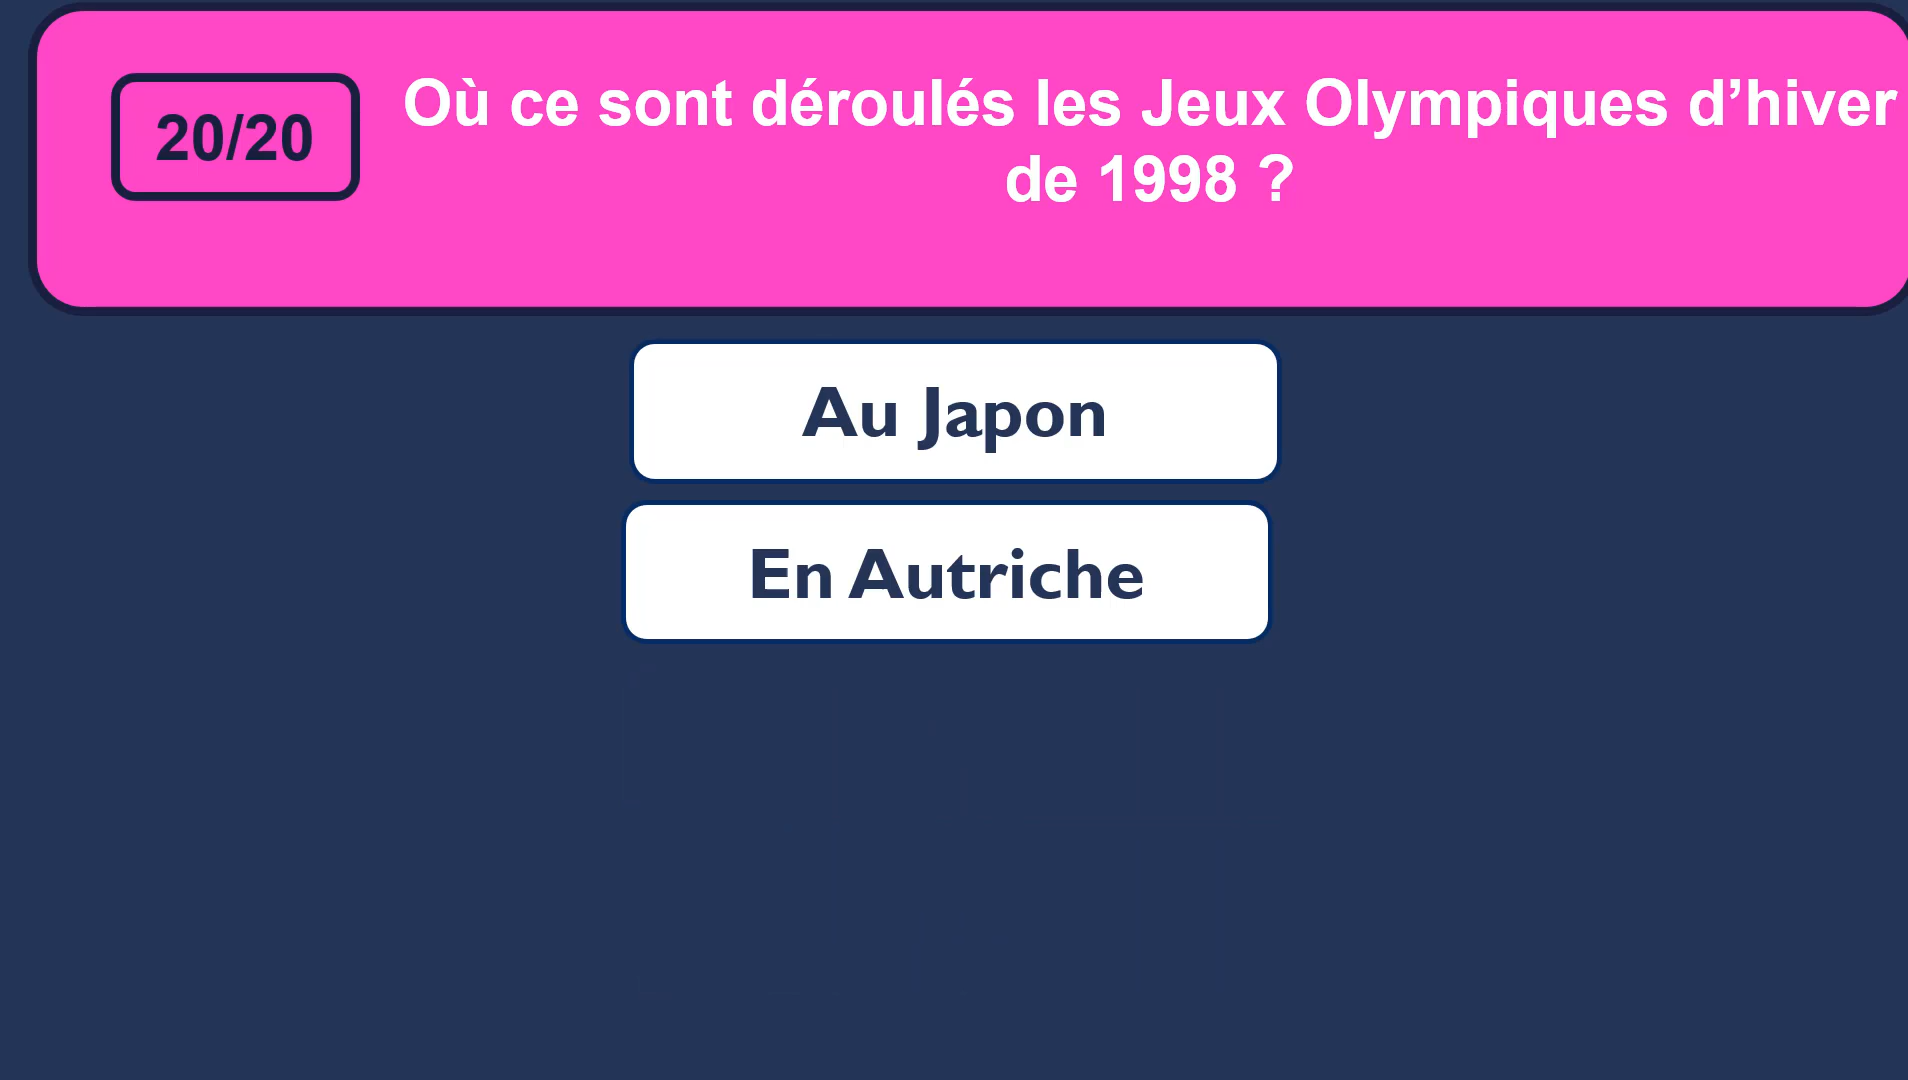 20/20
Où ce sont déroulés les Jeux Olympiques d’hiver
de 1998 ?
Au Japon
En Autriche